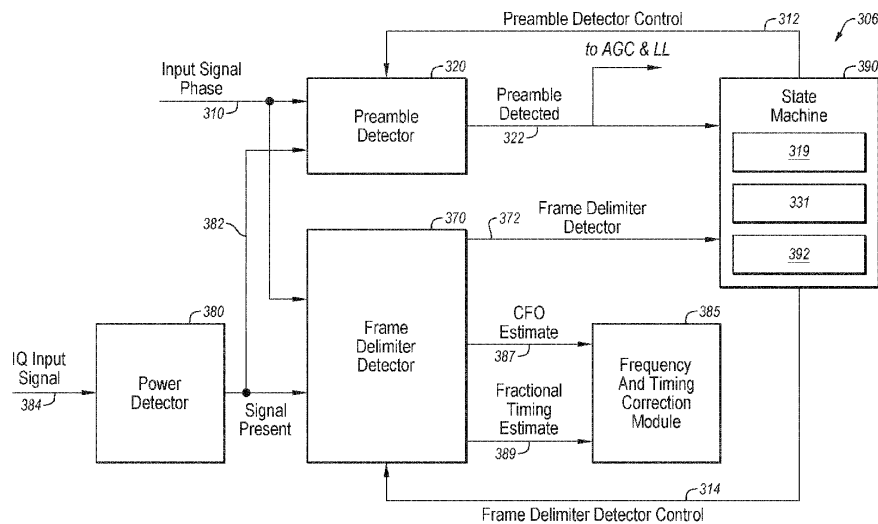 Preamble Detector Control
312
306
to AGC & LL
320
390
Input Signal
Phase
310
Preamble
Detector
Preamble
Detected
322
State
Machine
319
331
392
382
370
372
Frame Delimiter
Detector
380
385
IQ Input
Signal
384
Power
Detector
Signal
Present
Frame
Delimiter
Detector
CFO
Estimate
387
Fractional
Timing
Estimate
389
Frequency
And Timing
Correction
Module
314
Frame Delimiter Detector Control